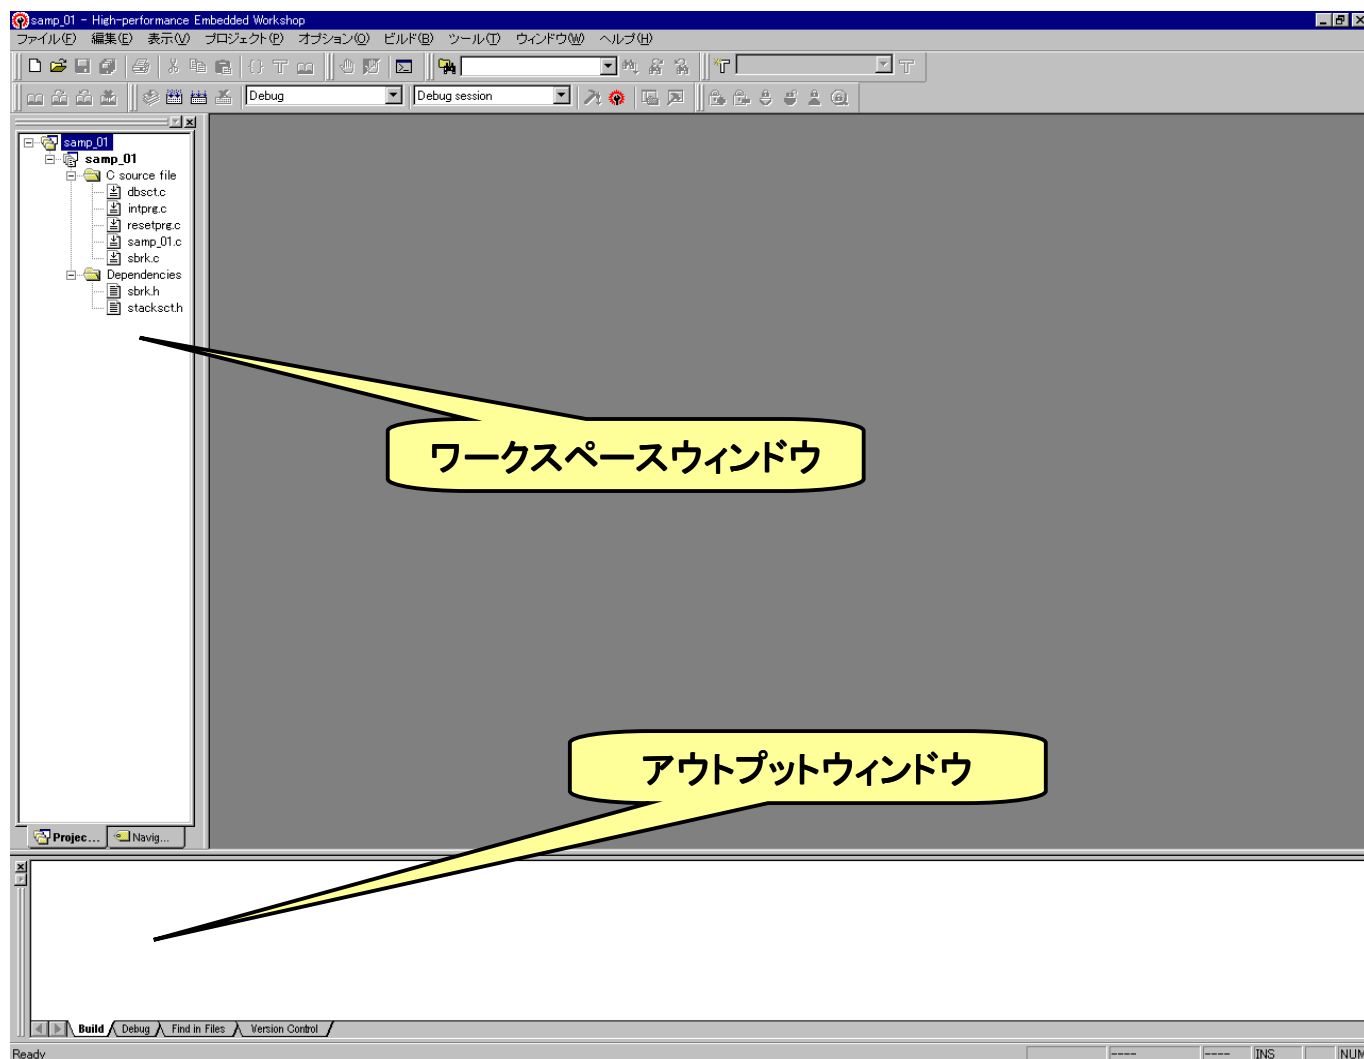 samp_01 - High-performance Embedded Workshop
ファイル(F) 編集(E) 表示(V) プロジェクト(P) オプション(O) ビルド(B) ツール(T) ウィンドウ(W) ヘルプ(H)
Debug Debug session
samp_01
samp_01
C source file
dbsct.c
intprg.c
resetprg.c
samp_01.c
sbrk.c
Dependencies
sbrk.h
stacksct.h
ワークスペースウィンドウ
アウトプットウィンドウ
Projec... Navig...
Build Debug Find in Files Version Control
Ready ---- ---- INS NUM